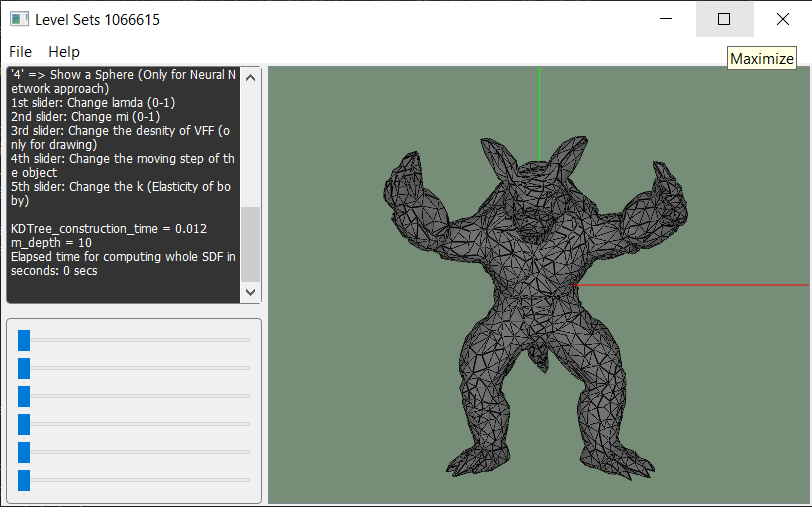 Level Sets 1066615
File Help
Maximize
'4' => Show a Sphere (Only for Neural N
etwork approach)
1st slider: Change lamda (0-1)
2nd slider: Change mi (0-1)
3rd slider: Change the desnity of VFF (o
nly for drawing)
4th slider: Change the moving step of th
e object
5th slider: Change the k (Elasticity of bo
by)
KDTree_construction_time = 0.012
m_depth = 10
Elapsed time for computing whole SDF in
seconds: 0 secs